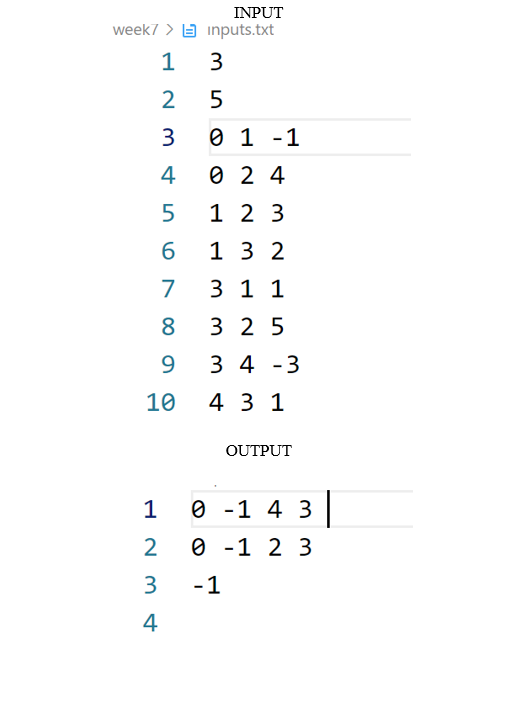 INPUT
week7 > inputs.txt
1 3
2 5
3 0 1 -1
4 0 2 4
5 1 2 3
6 1 3 2
7 3 1 1
8 3 2 5
9 3 4 -3
10 4 3 1
OUTPUT
1 0 -1 4 3
2 0 -1 2 3
3 -1
4